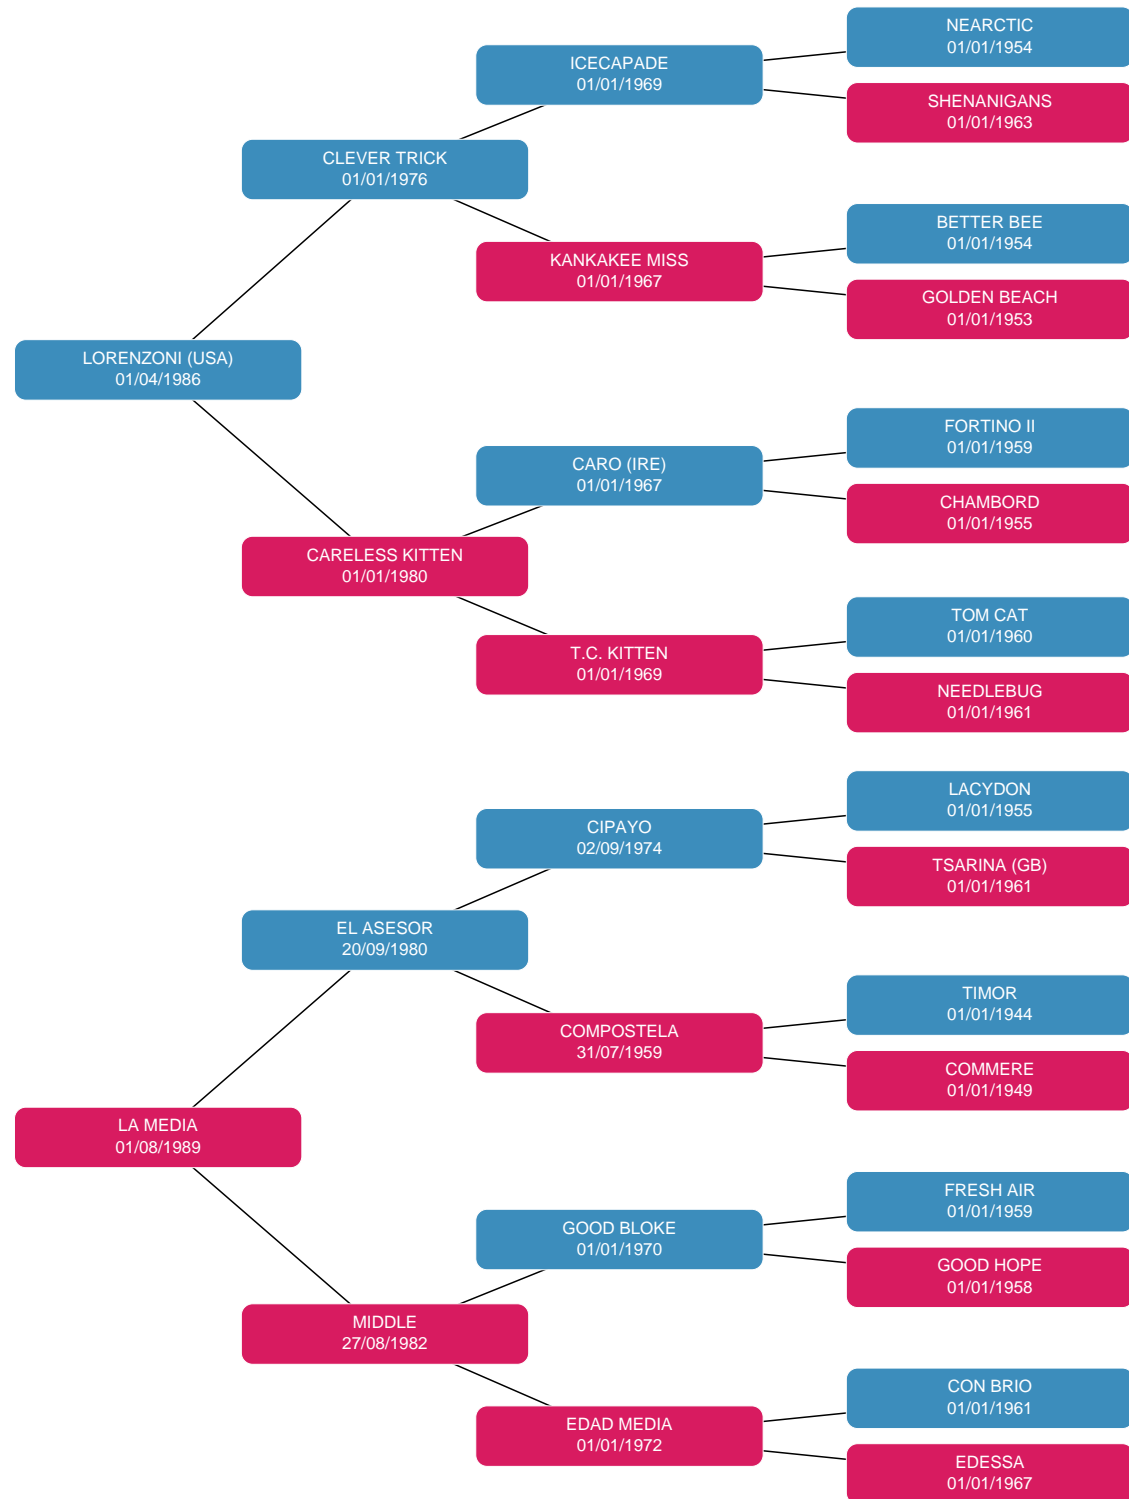 NEARCTIC
01/01/1954
ICECAPADE
01/01/1969
SHENANIGANS
01/01/1963
CLEVER TRICK
01/01/1976
BETTER BEE
01/01/1954
KANKAKEE MISS
01/01/1967
GOLDEN BEACH
01/01/1953
LORENZONI (USA)
01/04/1986
FORTINO II
01/01/1959
CARO (IRE)
01/01/1967
CHAMBORD
01/01/1955
CARELESS KITTEN
01/01/1980
TOM CAT
01/01/1960
T.C. KITTEN
01/01/1969
NEEDLEBUG
01/01/1961
LACYDON
01/01/1955
CIPAYO
02/09/1974
TSARINA (GB)
01/01/1961
EL ASESOR
20/09/1980
TIMOR
01/01/1944
COMPOSTELA
31/07/1959
COMMERE
01/01/1949
LA MEDIA
01/08/1989
FRESH AIR
01/01/1959
GOOD BLOKE
01/01/1970
GOOD HOPE
01/01/1958
MIDDLE
27/08/1982
CON BRIO
01/01/1961
EDAD MEDIA
01/01/1972
EDESSA
01/01/1967